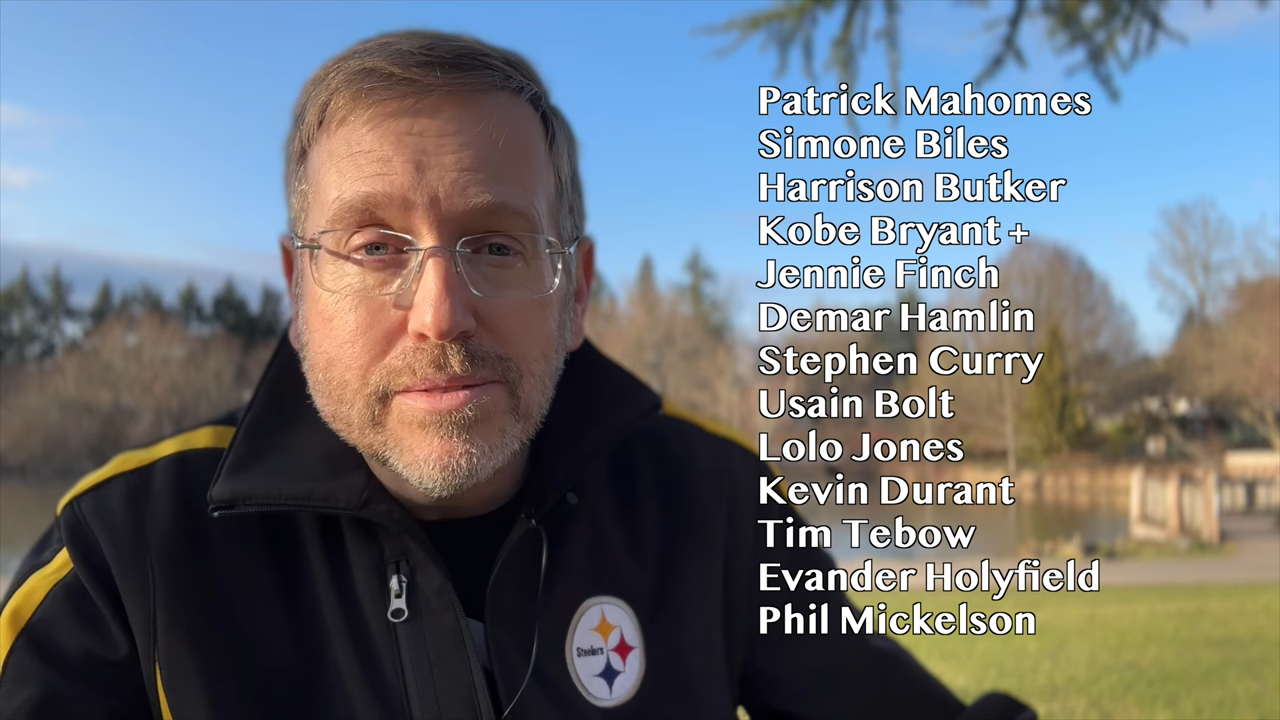 Patrick Mahomes
Simone Biles
Harrison Butker
Kobe Bryant +
Jennie Finch
Demar Hamlin
Stephen Curry
Usain Bolt
Lolo Jones
Kevin Durant
Tim Tebow
Evander Holyfield
Phil Mickelson
Steelers